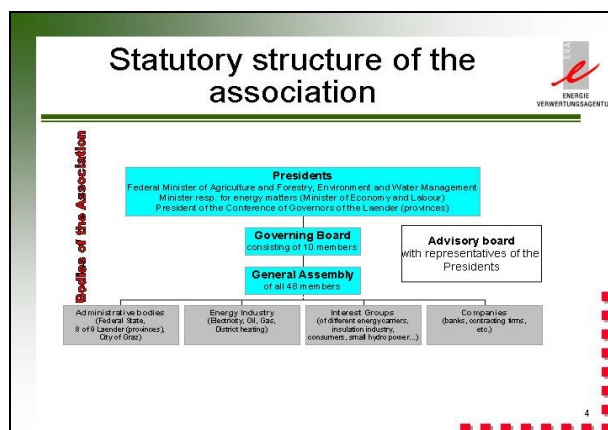 Statutory structure of the
association
E.V.A.
e
ENERGIE
VERWERTUNGSAGENTUR
Bodies of the Association
Presidents
Federal Minister of Agriculture and Forestry, Environment and Water Management
Minister resp. for energy matters (Minister of Economy and Labour)
President of the Conference of Governors of the Laender (provinces)
Governing Board
consisting of 10 members
General Assembly
of all 48 members
Advisory board
with representatives of the
Presidents
Administrative bodies
(Federal State,
8 of 9 Laender (provinces),
City of Graz)
Energy Industry
(Electricity, Oil, Gas,
District heating)
Interest Groups
(of different energy carriers,
insulation industry,
consumers, small hydro power...)
Companies
(banks, contracting firms,
etc.)
4